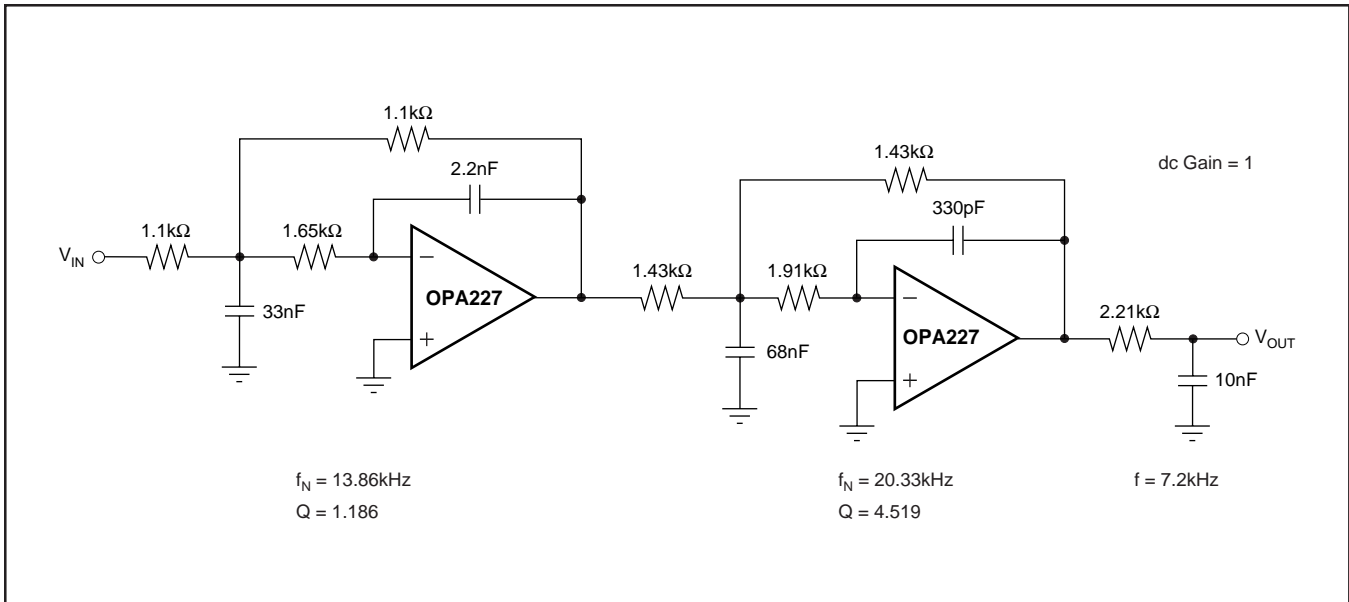 1.1kΩ
2.2nF
1.43kΩ
dc Gain = 1
330pF
V_IN
1.1kΩ
1.65kΩ
–
OPA227
+
33nF
1.43kΩ
1.91kΩ
–
OPA227
+
68nF
2.21kΩ
V_OUT
10nF
f_N = 13.86kHz
Q = 1.186
f_N = 20.33kHz
Q = 4.519
f = 7.2kHz